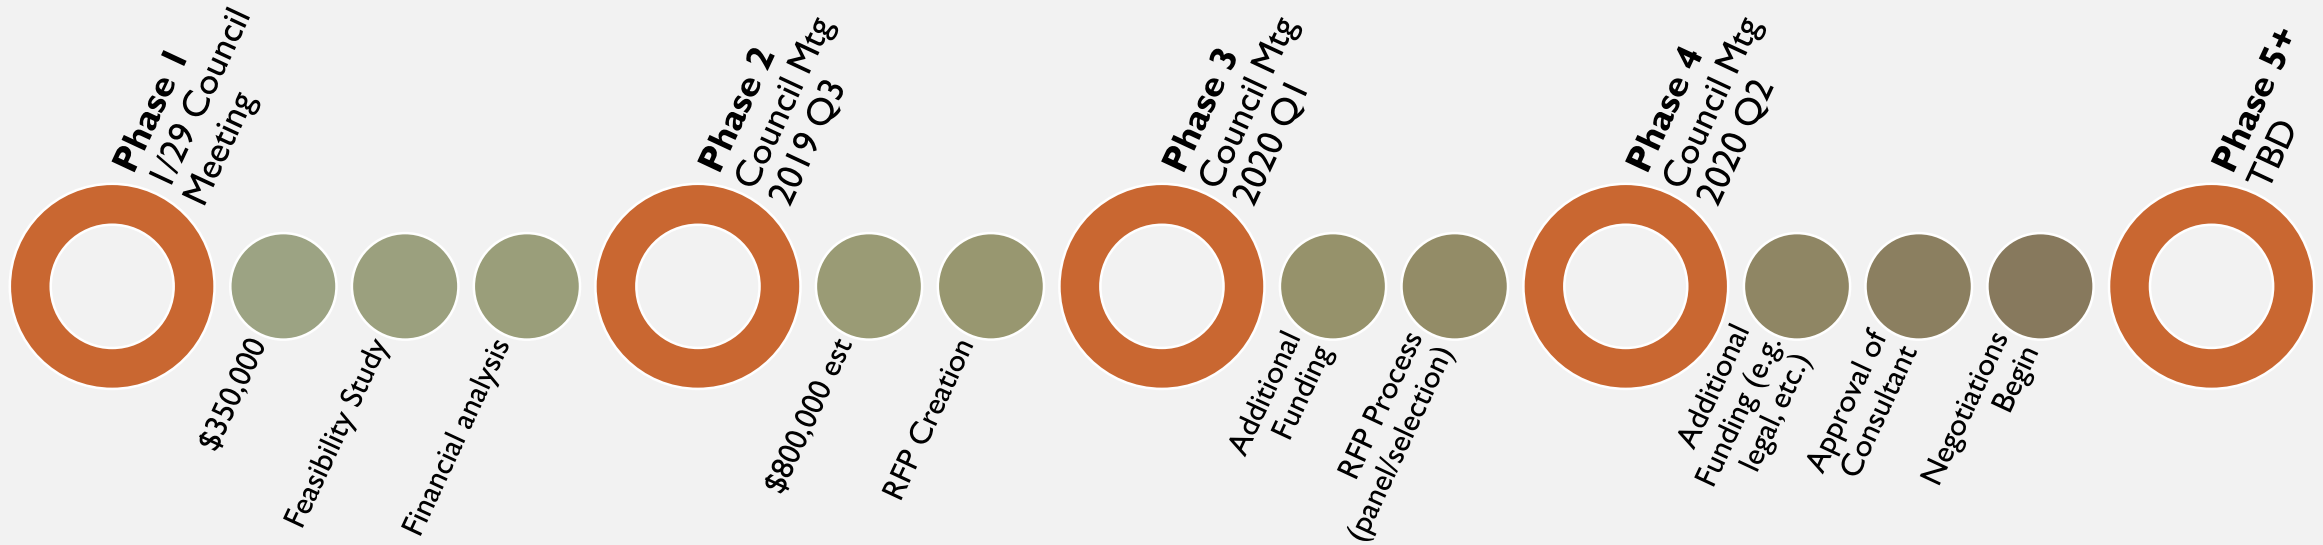 Phase 1
1/29 Council
Meeting
$350,000
Feasibility Study
Financial analysis
Phase 2
Council Mtg
2019 Q3
$800,000 est
RFP Creation
Phase 3
Council Mtg
2020 Q1
Additional
Funding
RFP Process
(panel/selection)
Phase 4
Council Mtg
2020 Q2
Additional
Funding (e.g.
legal, etc.)
Approval of
Consultant
Negotiations
Begin
Phase 5+
TBD